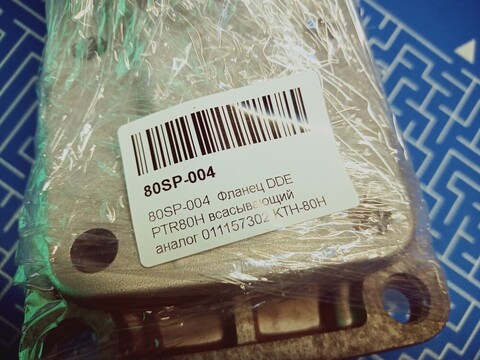 80SP-004
80SP-004 Фланец DDE
PTR80H всасывающий
аналог 011157302 KTH-80H